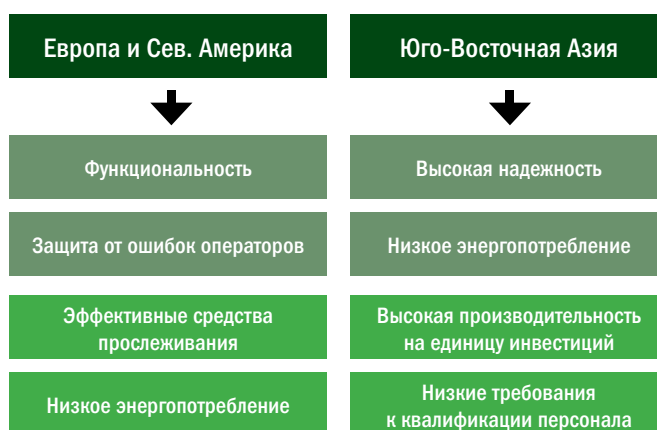 Европа и Сев. Америка
Функциональность
Защита от ошибок операторов
Эффективные средства
прослеживания
Низкое энергопотребление
Юго-Восточная Азия
Высокая надежность
Низкое энергопотребление
Высокая производительность
на единицу инвестиций
Низкие требования
к квалификации персонала